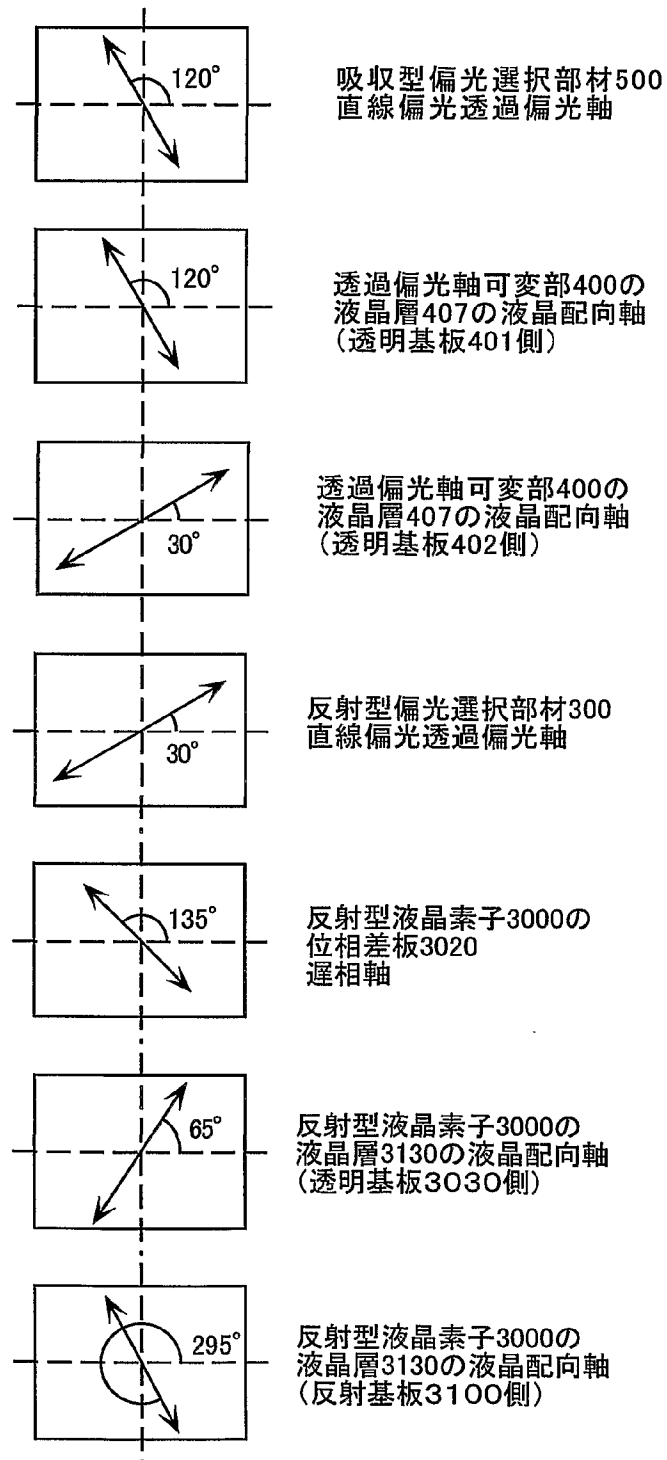 120°
吸収型偏光選択部材500
直線偏光透過偏光軸
120°
透過偏光軸可変部400の
液晶層407の液晶配向軸
(透明基板401側)
30°
透過偏光軸可変部400の
液晶層407の液晶配向軸
(透明基板402側)
30°
反射型偏光選択部材300
直線偏光透過偏光軸
135°
反射型液晶素子3000の
位相差板3020
遅相軸
65°
反射型液晶素子3000の
液晶層3130の液晶配向軸
(透明基板3030側)
295°
反射型液晶素子3000の
液晶層3130の液晶配向軸
(反射基板3100側)